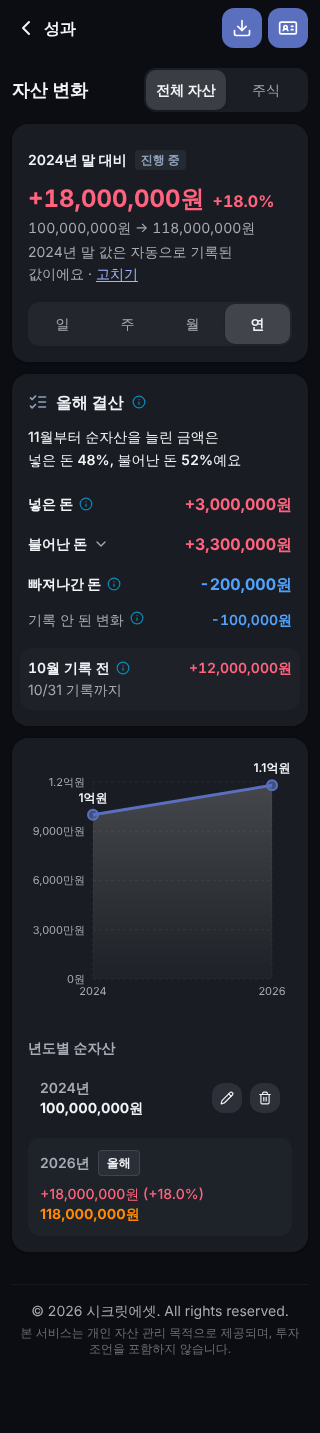 성과
자산 변화
전체 자산
주식
2024년 말 대비 진행 중
+18,000,000원 +18.0%
100,000,000원 → 118,000,000원
2024년 말 값은 자동으로 기록된
값이에요 · 고치기
일
주
월
연
올해 결산
11월부터 순자산을 늘린 금액은
넣은 돈 48%, 불어난 돈 52%예요
넣은 돈 +3,000,000원
불어난 돈 +3,300,000원
빠져나간 돈 -200,000원
기록 안 된 변화 -100,000원
10월 기록 전 +12,000,000원
10/31 기록까지
1.1억원
1.2억원
1억원
9,000만원
6,000만원
3,000만원
0원
2024
2026
년도별 순자산
2024년
100,000,000원
2026년 올해
+18,000,000원 (+18.0%)
118,000,000원
© 2026 시크릿에셋. All rights reserved.
본 서비스는 개인 자산 관리 목적으로 제공되며, 투자
조언을 포함하지 않습니다.